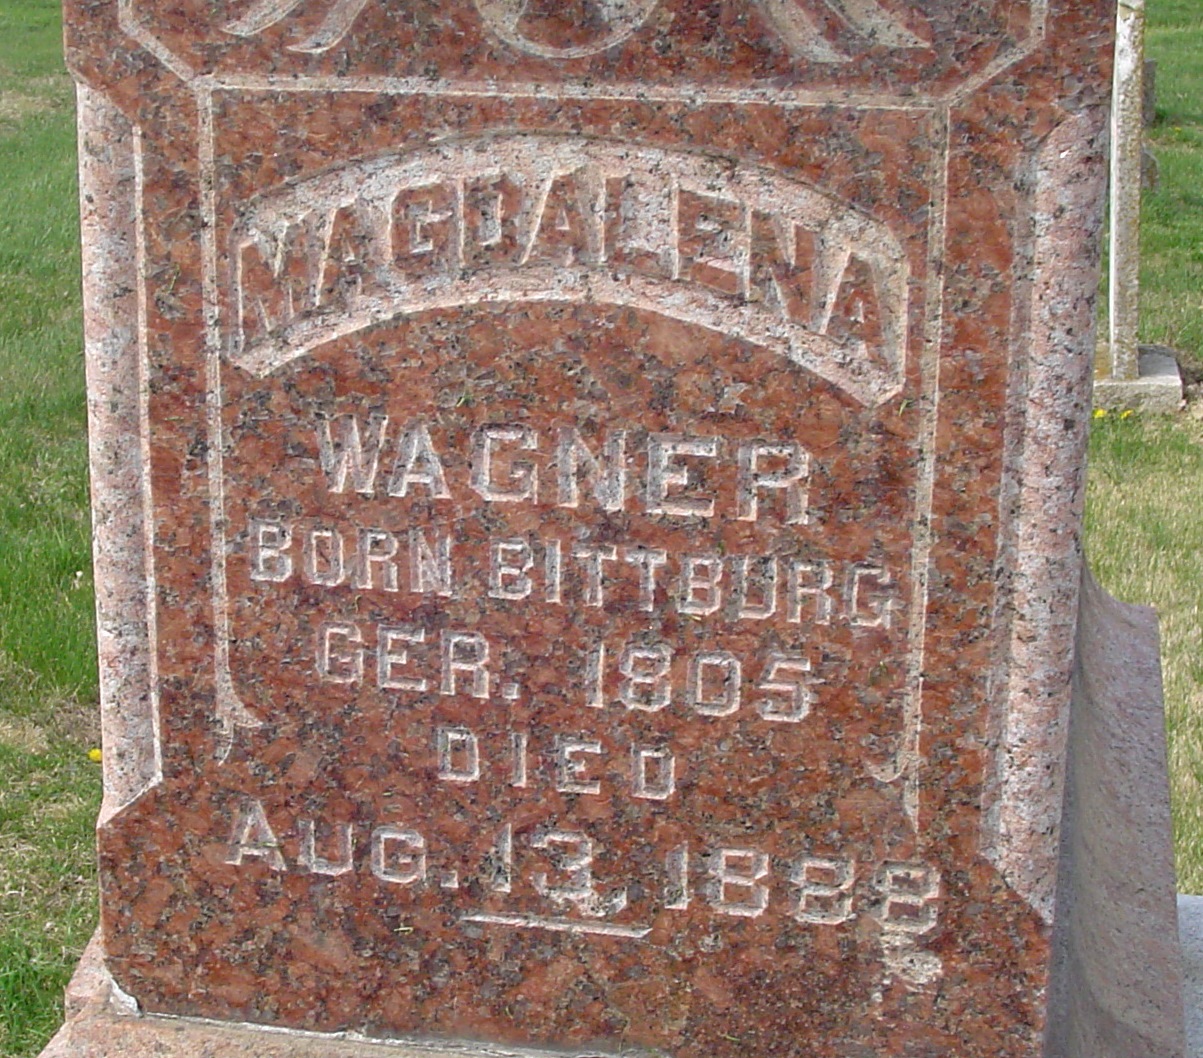 MAGDALENA
WAGNER
BORN BITTBURG
GER. 1805
DIED
AUG. 13, 1888